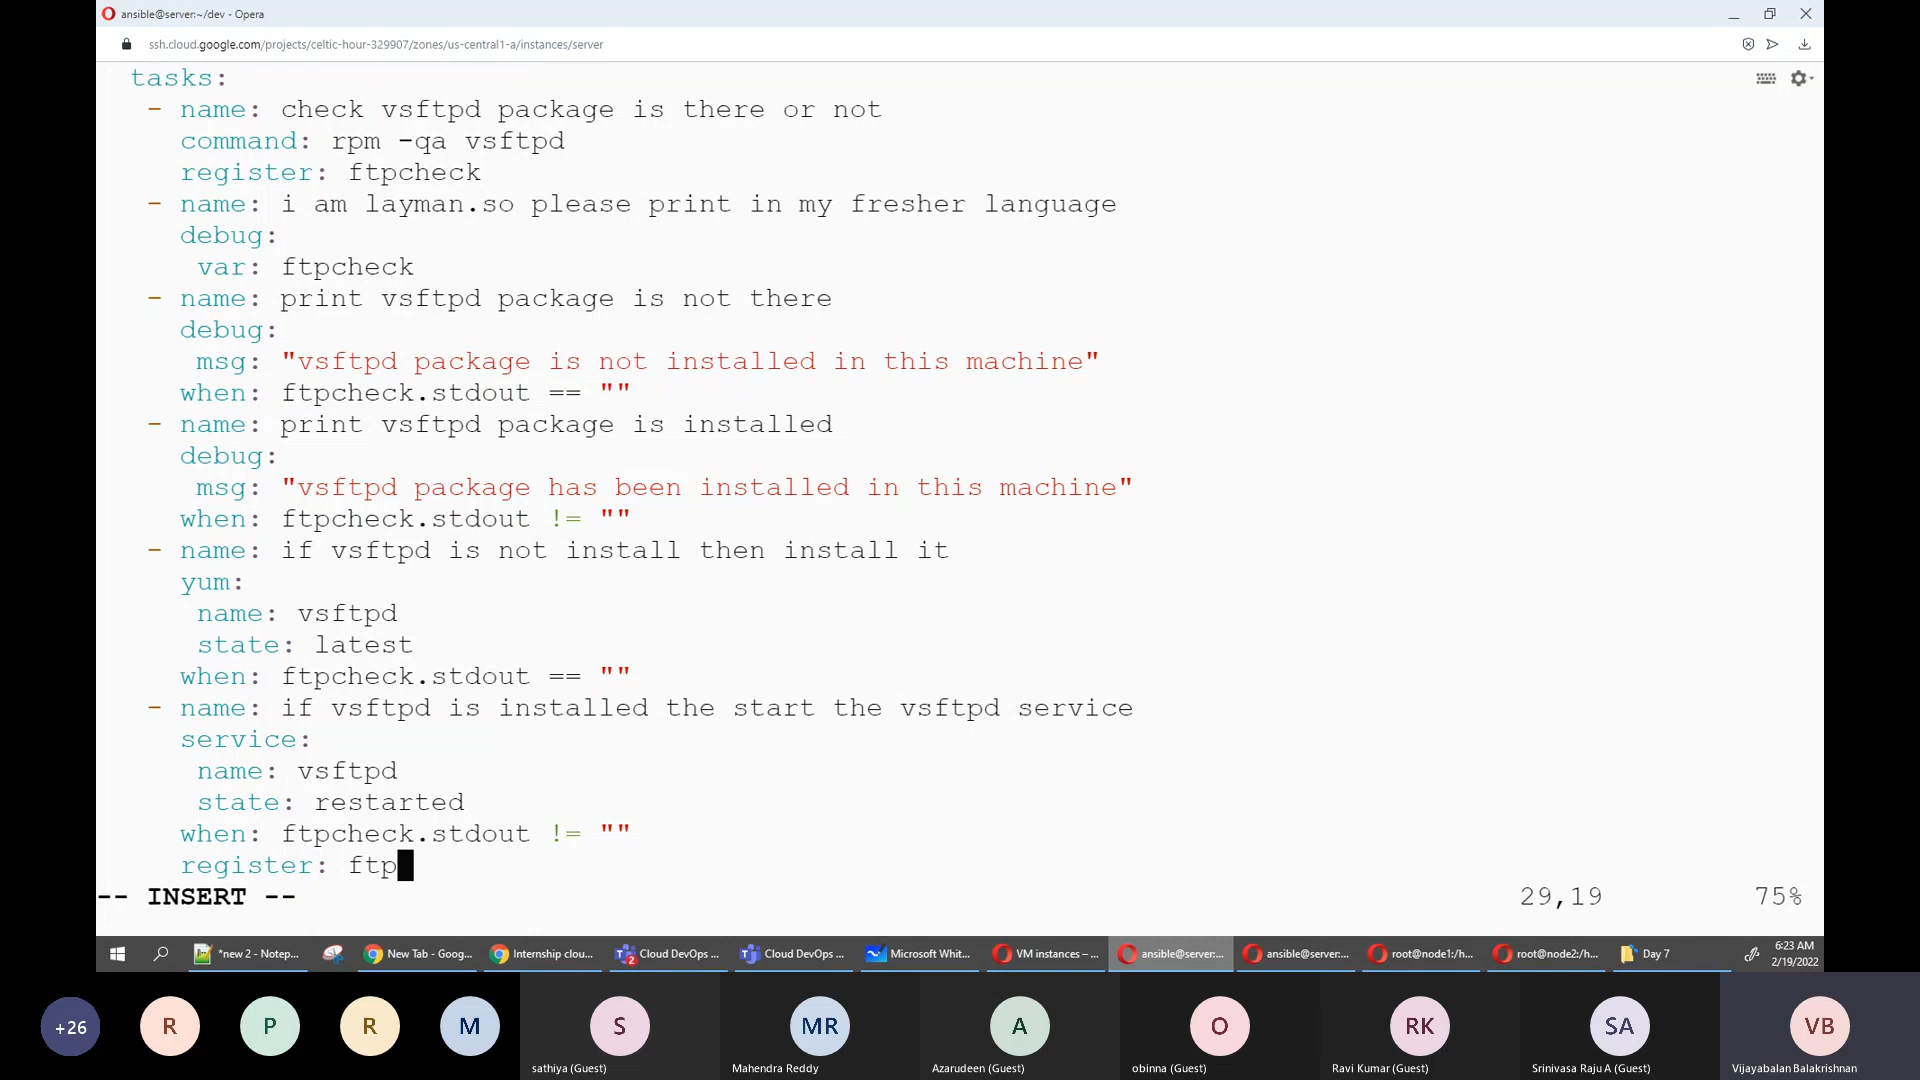 ansible@server:~/dev - Opera
ssh.cloud.google.com/projects/celtic-hour-329907/zones/us-central1-a/instances/server
tasks:
- name: check vsftpd package is there or not
command: rpm -qa vsftpd
register: ftpcheck
- name: i am layman.so please print in my fresher language
debug:
var: ftpcheck
- name: print vsftpd package is not there
debug:
msg: "vsftpd package is not installed in this machine"
when: ftpcheck.stdout == ""
- name: print vsftpd package is installed
debug:
msg: "vsftpd package has been installed in this machine"
when: ftpcheck.stdout != ""
- name: if vsftpd is not install then install it
yum:
name: vsftpd
state: latest
when: ftpcheck.stdout == ""
- name: if vsftpd is installed the start the vsftpd service
service:
name: vsftpd
state: restarted
when: ftpcheck.stdout != ""
register: ftp
-- INSERT -- 29,19 75%
*new 2 - Notep... New Tab - Goog... Internship clou... 2 Cloud DevOps ... Cloud DevOps ... Microsoft Whit... VM instances – ... ansible@server:... ansible@server:... root@node1:/h... root@node2:/h... Day 7
6:23 AM
2/19/2022
+26 R P R M S MR A O RK SA VB
sathiya (Guest) Mahendra Reddy Azarudeen (Guest) obinna (Guest) Ravi Kumar (Guest) Srinivasa Raju A (Guest) Vijayabalan Balakrishnan